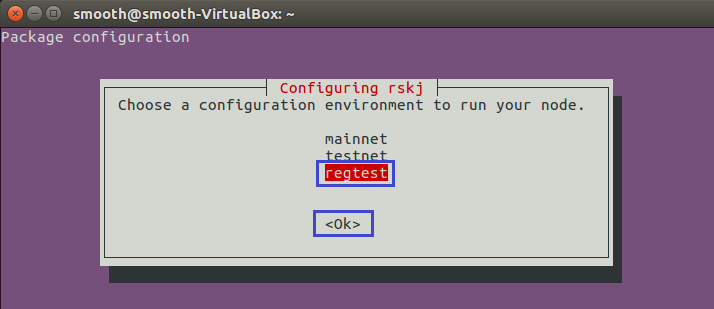 smooth@smooth-VirtualBox: ~
Package configuration
Configuring rskj
Choose a configuration environment to run your node.
mainnet
testnet
regtest
<Ok>